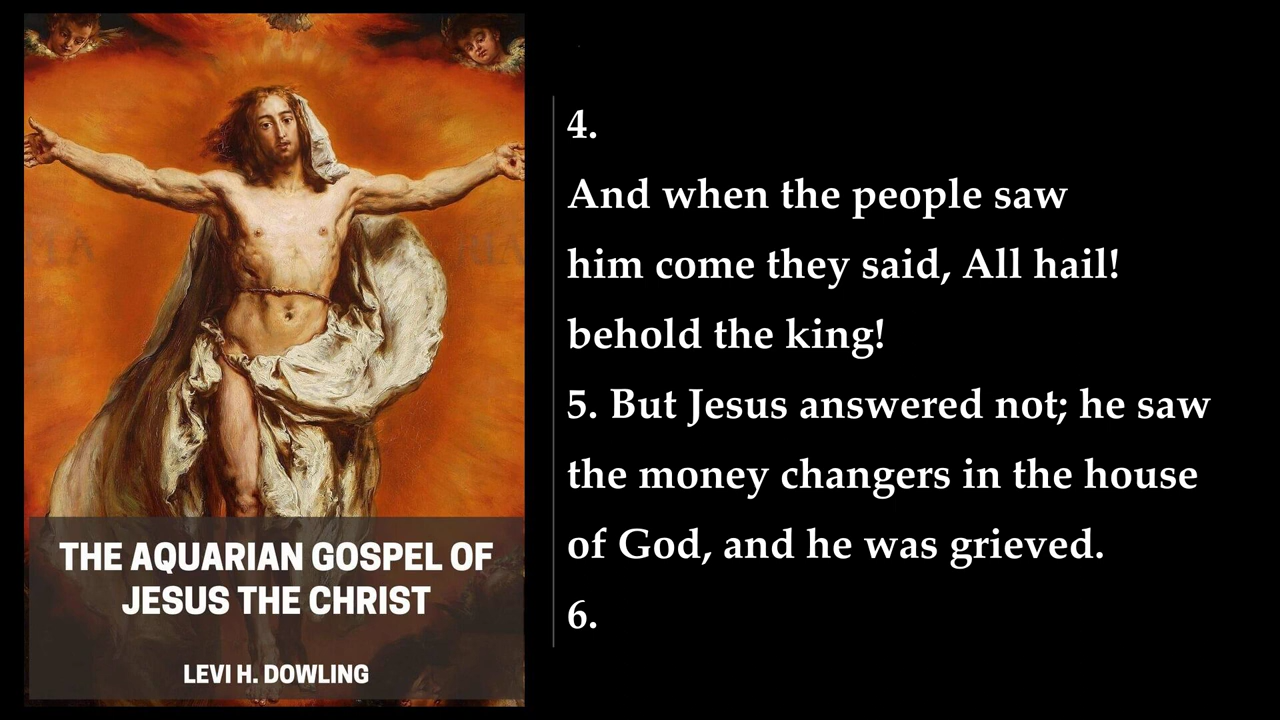 THE AQUARIAN GOSPEL OF
JESUS THE CHRIST
LEVI H. DOWLING
4.
And when the people saw
him come they said, All hail!
behold the king!
5. But Jesus answered not; he saw
the money changers in the house
of God, and he was grieved.
6.